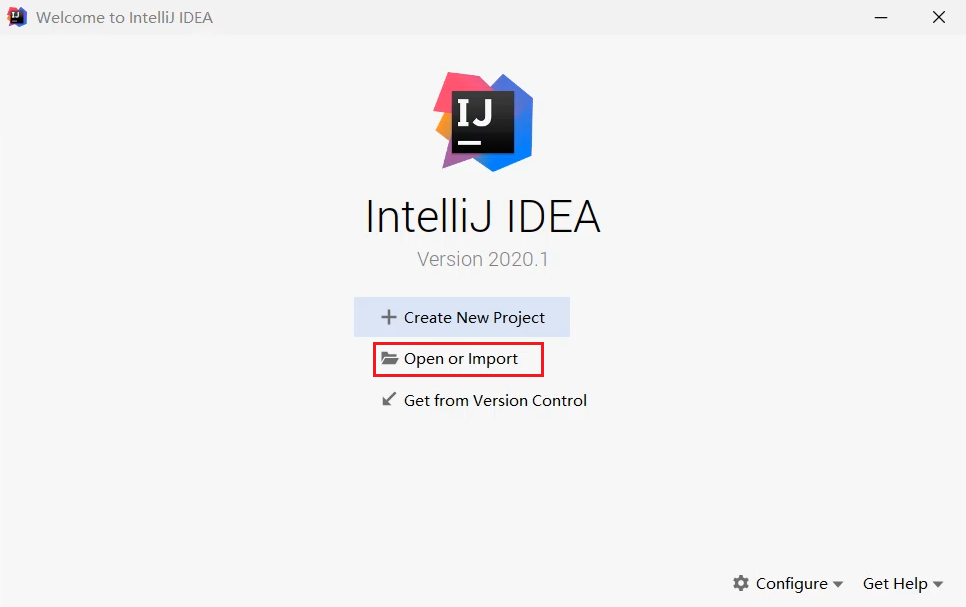 Welcome to IntelliJ IDEA
IJ
IntelliJ IDEA
Version 2020.1
Create New Project
Open or Import
Get from Version Control
Configure
Get Help